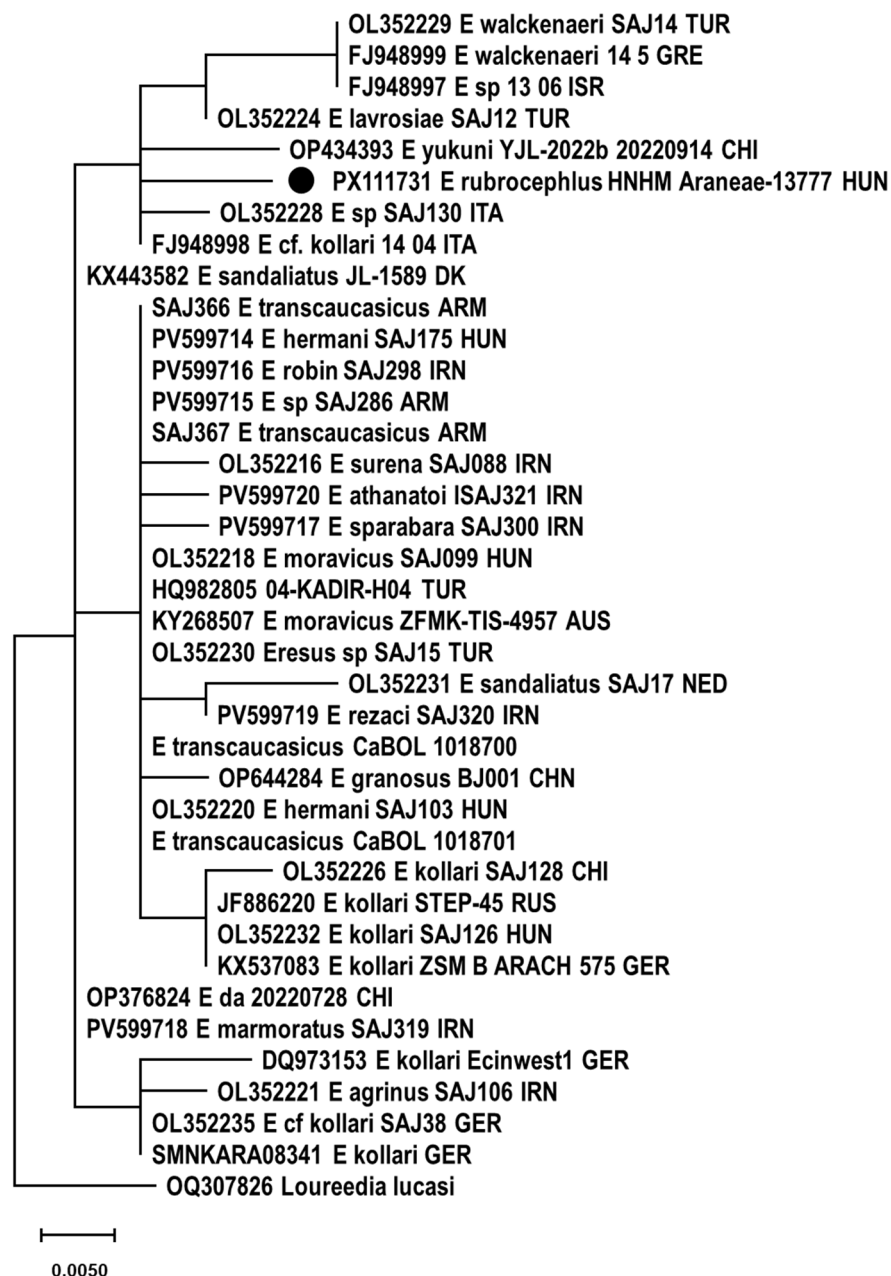 OL352229 E walckenaeri SAJ14 TUR
FJ948999 E walckenaeri 14 5 GRE
FJ948997 E sp 13 06 ISR
OL352224 E lavrosiae SAJ12 TUR
OP434393 E yukuni YJL-2022b 20220914 CHI
PX111731 E rubrocephlus HNHM Araneae-13777 HUN
OL352228 E sp SAJ130 ITA
FJ948998 E cf. kollari 14 04 ITA
KX443582 E sandaliatus JL-1589 DK
SAJ366 E transcaucasicus ARM
PV599714 E hermani SAJ175 HUN
PV599716 E robin SAJ298 IRN
PV599715 E sp SAJ286 ARM
SAJ367 E transcaucasicus ARM
OL352216 E surena SAJ088 IRN
PV599720 E athanatoi ISAJ321 IRN
PV599717 E sparabara SAJ300 IRN
OL352218 E moravicus SAJ099 HUN
HQ982805 04-KADIR-H04 TUR
KY268507 E moravicus ZFMK-TIS-4957 AUS
OL352230 Eresus sp SAJ15 TUR
OL352231 E sandaliatus SAJ17 NED
PV599719 E rezaci SAJ320 IRN
E transcaucasicus CaBOL 1018700
OP644284 E granosus BJ001 CHN
OL352220 E hermani SAJ103 HUN
E transcaucasicus CaBOL 1018701
OL352226 E kollari SAJ128 CHI
JF886220 E kollari STEP-45 RUS
OL352232 E kollari SAJ126 HUN
KX537083 E kollari ZSM B ARACH 575 GER
OP376824 E da 20220728 CHI
PV599718 E marmoratus SAJ319 IRN
DQ973153 E kollari Ecinwest1 GER
OL352221 E agrinus SAJ106 IRN
OL352235 E cf kollari SAJ38 GER
SMNKARA08341 E kollari GER
OQ307826 Loureedia lucasi
0.0050